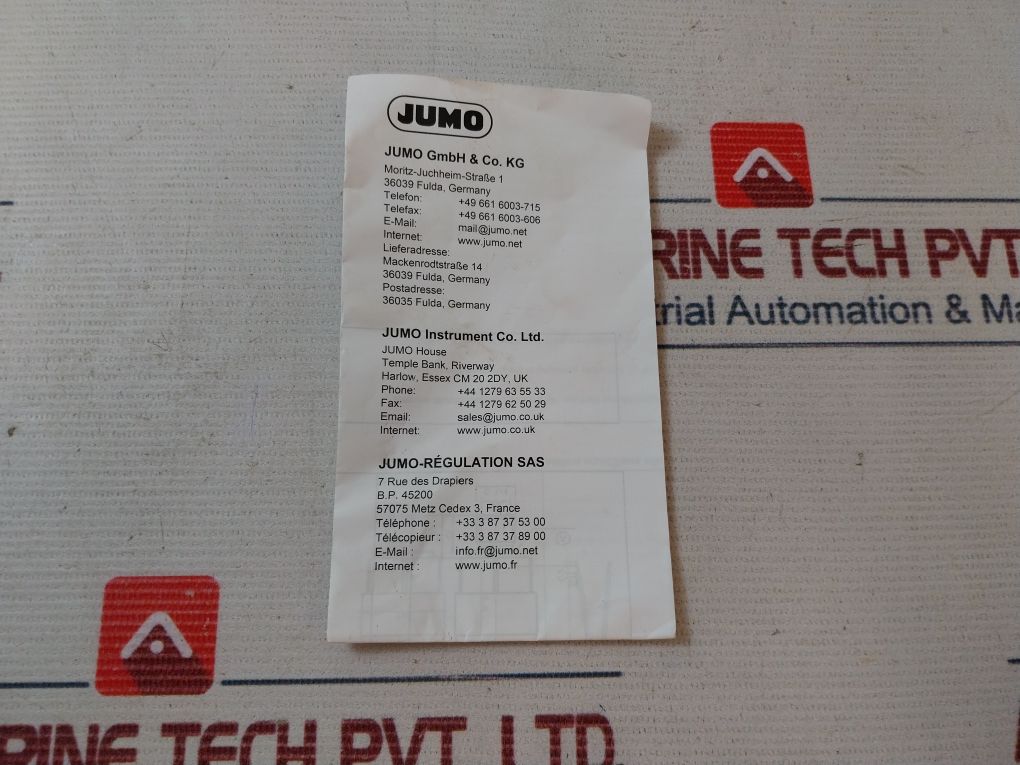 JUMO
JUMO GmbH & Co. KG
Moritz-Juchheim-Straße 1
36039 Fulda, Germany
Telefon: +49 661 6003-715
Telefax: +49 661 6003-606
E-Mail: mail@jumo.net
Internet: www.jumo.net
Lieferadresse:
Mackenrodtstraße 14
36039 Fulda, Germany
Postadresse:
36035 Fulda, Germany
JUMO Instrument Co. Ltd.
JUMO House
Temple Bank, Riverway
Harlow, Essex CM 20 2DY, UK
Phone: +44 1279 63 55 33
Fax: +44 1279 62 50 29
Email: sales@jumo.co.uk
Internet: www.jumo.co.uk
JUMO-RÉGULATION SAS
7 Rue des Drapiers
B.P. 45200
57075 Metz Cedex 3, France
Téléphone : +33 3 87 37 53 00
Télécopieur : +33 3 87 37 89 00
E-Mail : info.fr@jumo.net
Internet : www.jumo.fr
RINE TECH PVT
trial Automation & Ma
RINE TECH PVT. LTD.